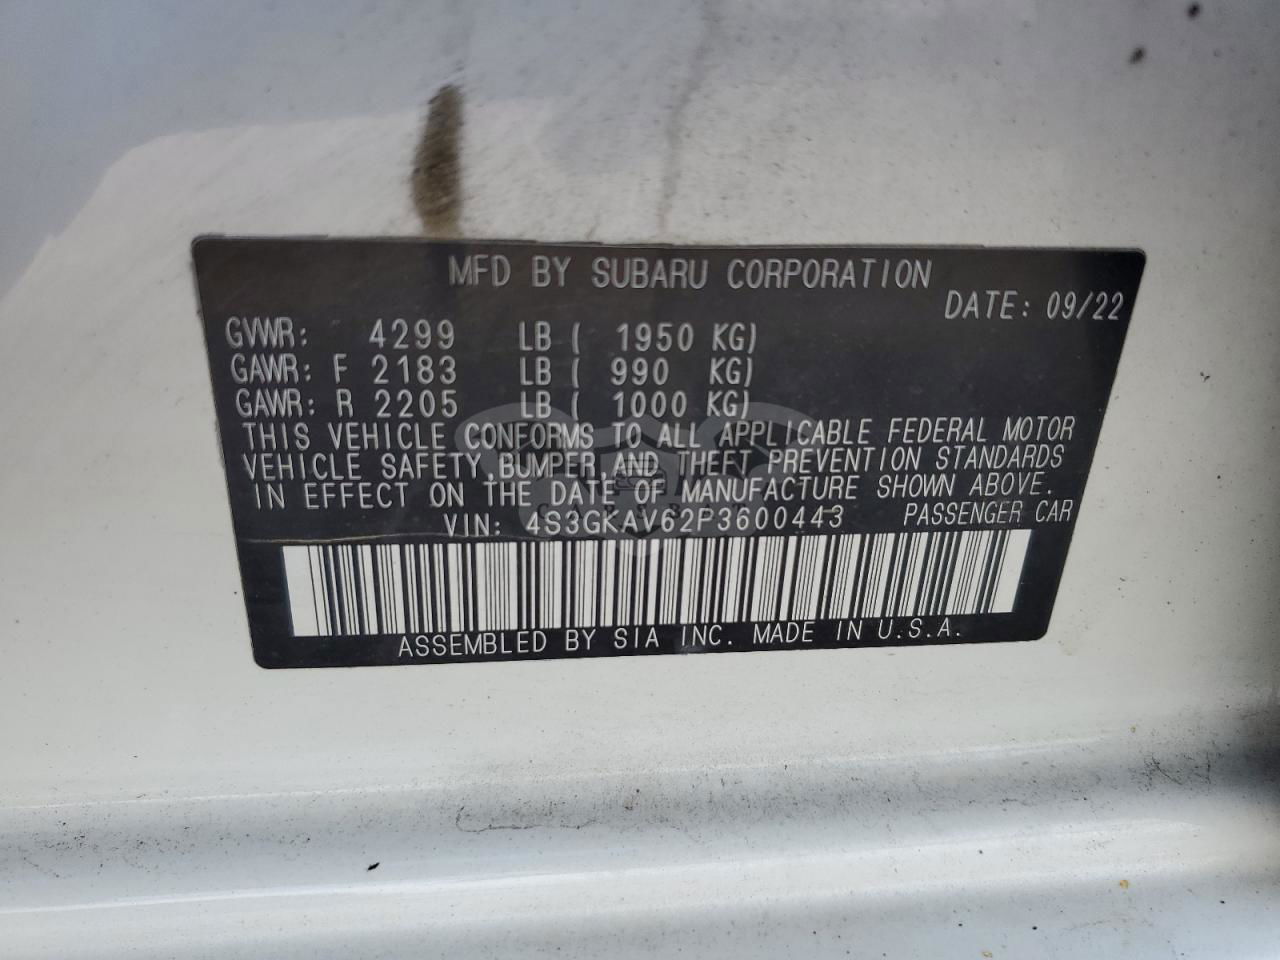 MFD BY SUBARU CORPORATION
DATE: 09/22
GVWR: 4299 LB ( 1950 KG)
GAWR: F 2183 LB ( 990 KG)
GAWR: R 2205 LB ( 1000 KG)
THIS VEHICLE CONFORMS TO ALL APPLICABLE FEDERAL MOTOR
VEHICLE SAFETY, BUMPER, AND THEFT PREVENTION STANDARDS
IN EFFECT ON THE DATE OF MANUFACTURE SHOWN ABOVE.
VIN: 4S3GKAV62P3600443 PASSENGER CAR
ASSEMBLED BY SIA INC. MADE IN U.S.A.